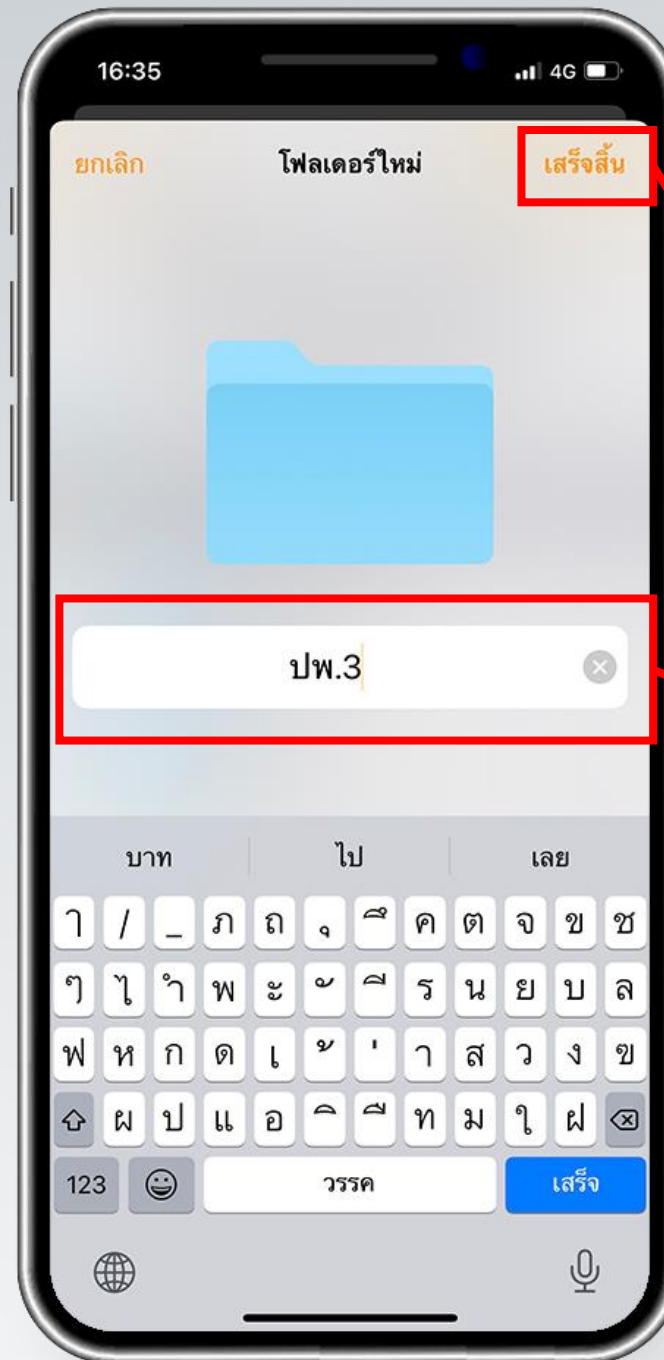 16:35 4G
ยกเลิก โฟลเดอร์ใหม่ เสร็จสิ้น
ปพ.3
บาท ไป เลย
ๅ / _ ภ ถ ุ ึ ค ต จ ข ช
ๆ ไ ำ พ ะ ั ี ร น ย บ ล
ฟ ห ก ด เ ้ ่ า ส ว ง ฃ
ผ ป แ อ ิ ื ท ม ใ ฝ
123 วรรค เสร็จ